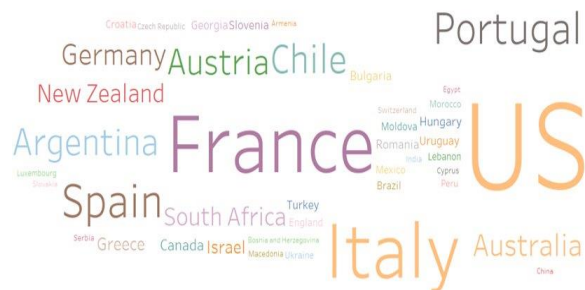 Croatia Czech Republic Georgia Slovenia Armenia
Portugal
Germany Austria Chile
Bulgaria
New Zealand
Egypt
Morocco
US
Switzerland
Moldova Hungary
Argentina France Romania Uruguay
India Lebanon
Luxembourg
Mexico Cyprus
Slovakia
Brazil Peru
Spain
South Africa Turkey
England
Italy
Serbia Greece
Canada Israel Bosnia and Herzegovina
Macedonia Ukraine
Australia
China